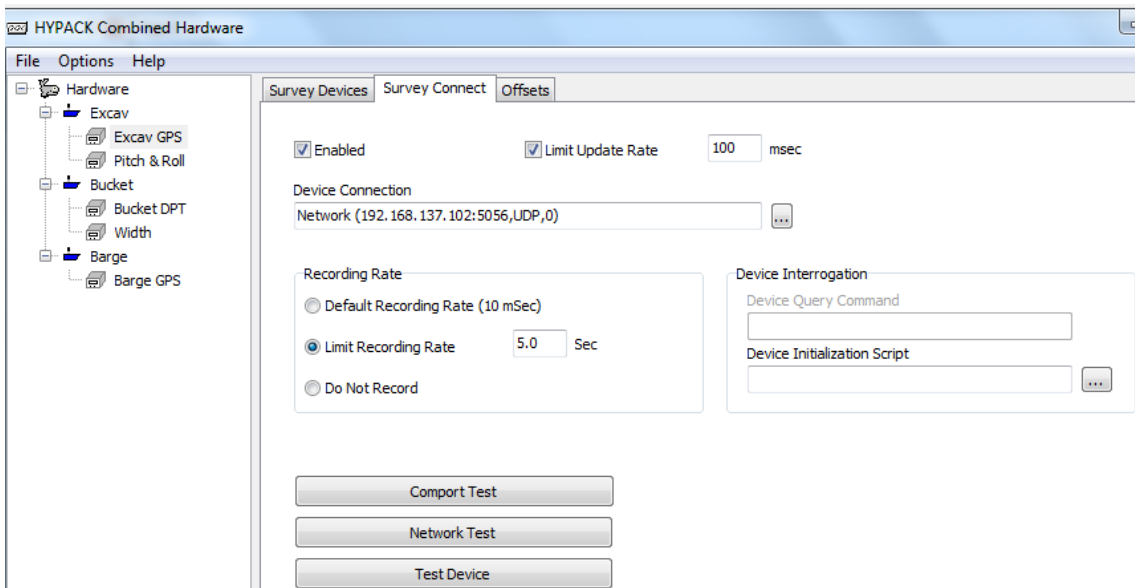 HYPACK Combined Hardware
File Options Help
Hardware
Excav
Excav GPS
Pitch & Roll
Bucket
Bucket DPT
Width
Barge
Barge GPS
Survey Devices Survey Connect Offsets
Enabled Limit Update Rate 100 msec
Device Connection
Network (192.168.137.102:5056,UDP,0) ...
Recording Rate
Default Recording Rate (10 mSec)
Limit Recording Rate 5.0 Sec
Do Not Record
Device Interrogation
Device Query Command
Device Initialization Script
...
Comport Test
Network Test
Test Device